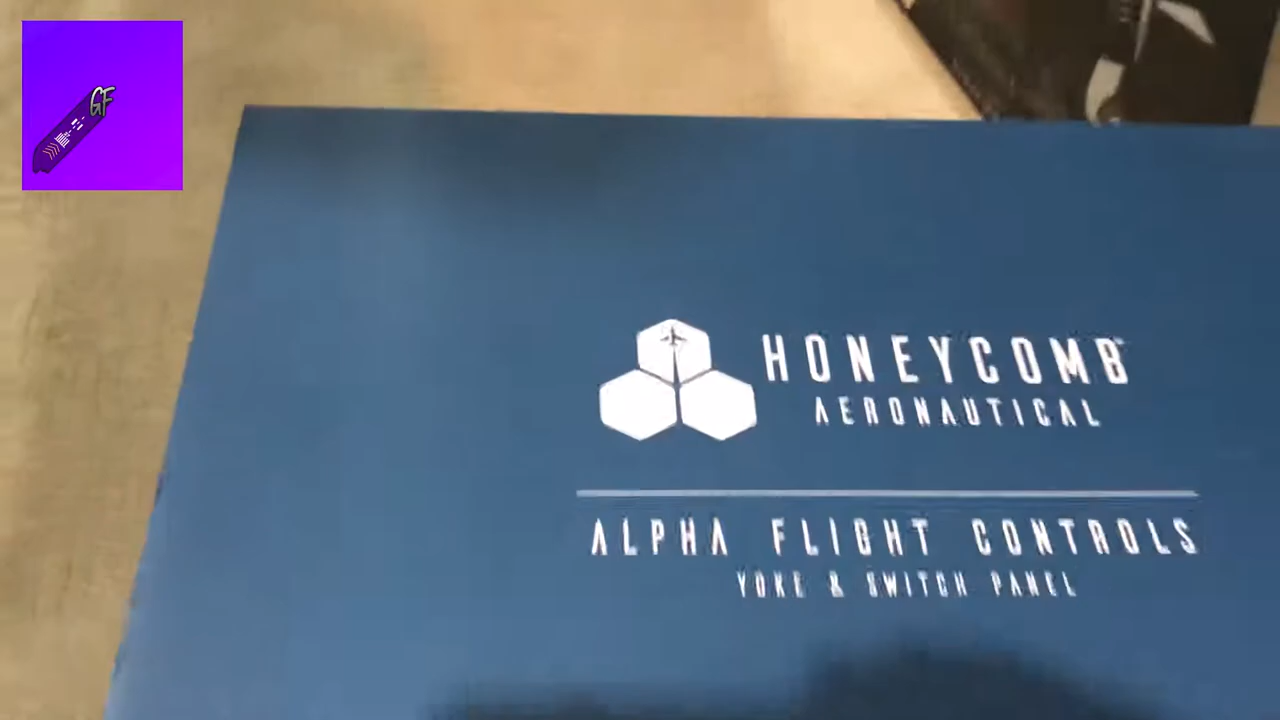 GF
HONEYCOMB
AERONAUTICAL
ALPHA FLIGHT CONTROLS
YOKE & SWITCH PANEL